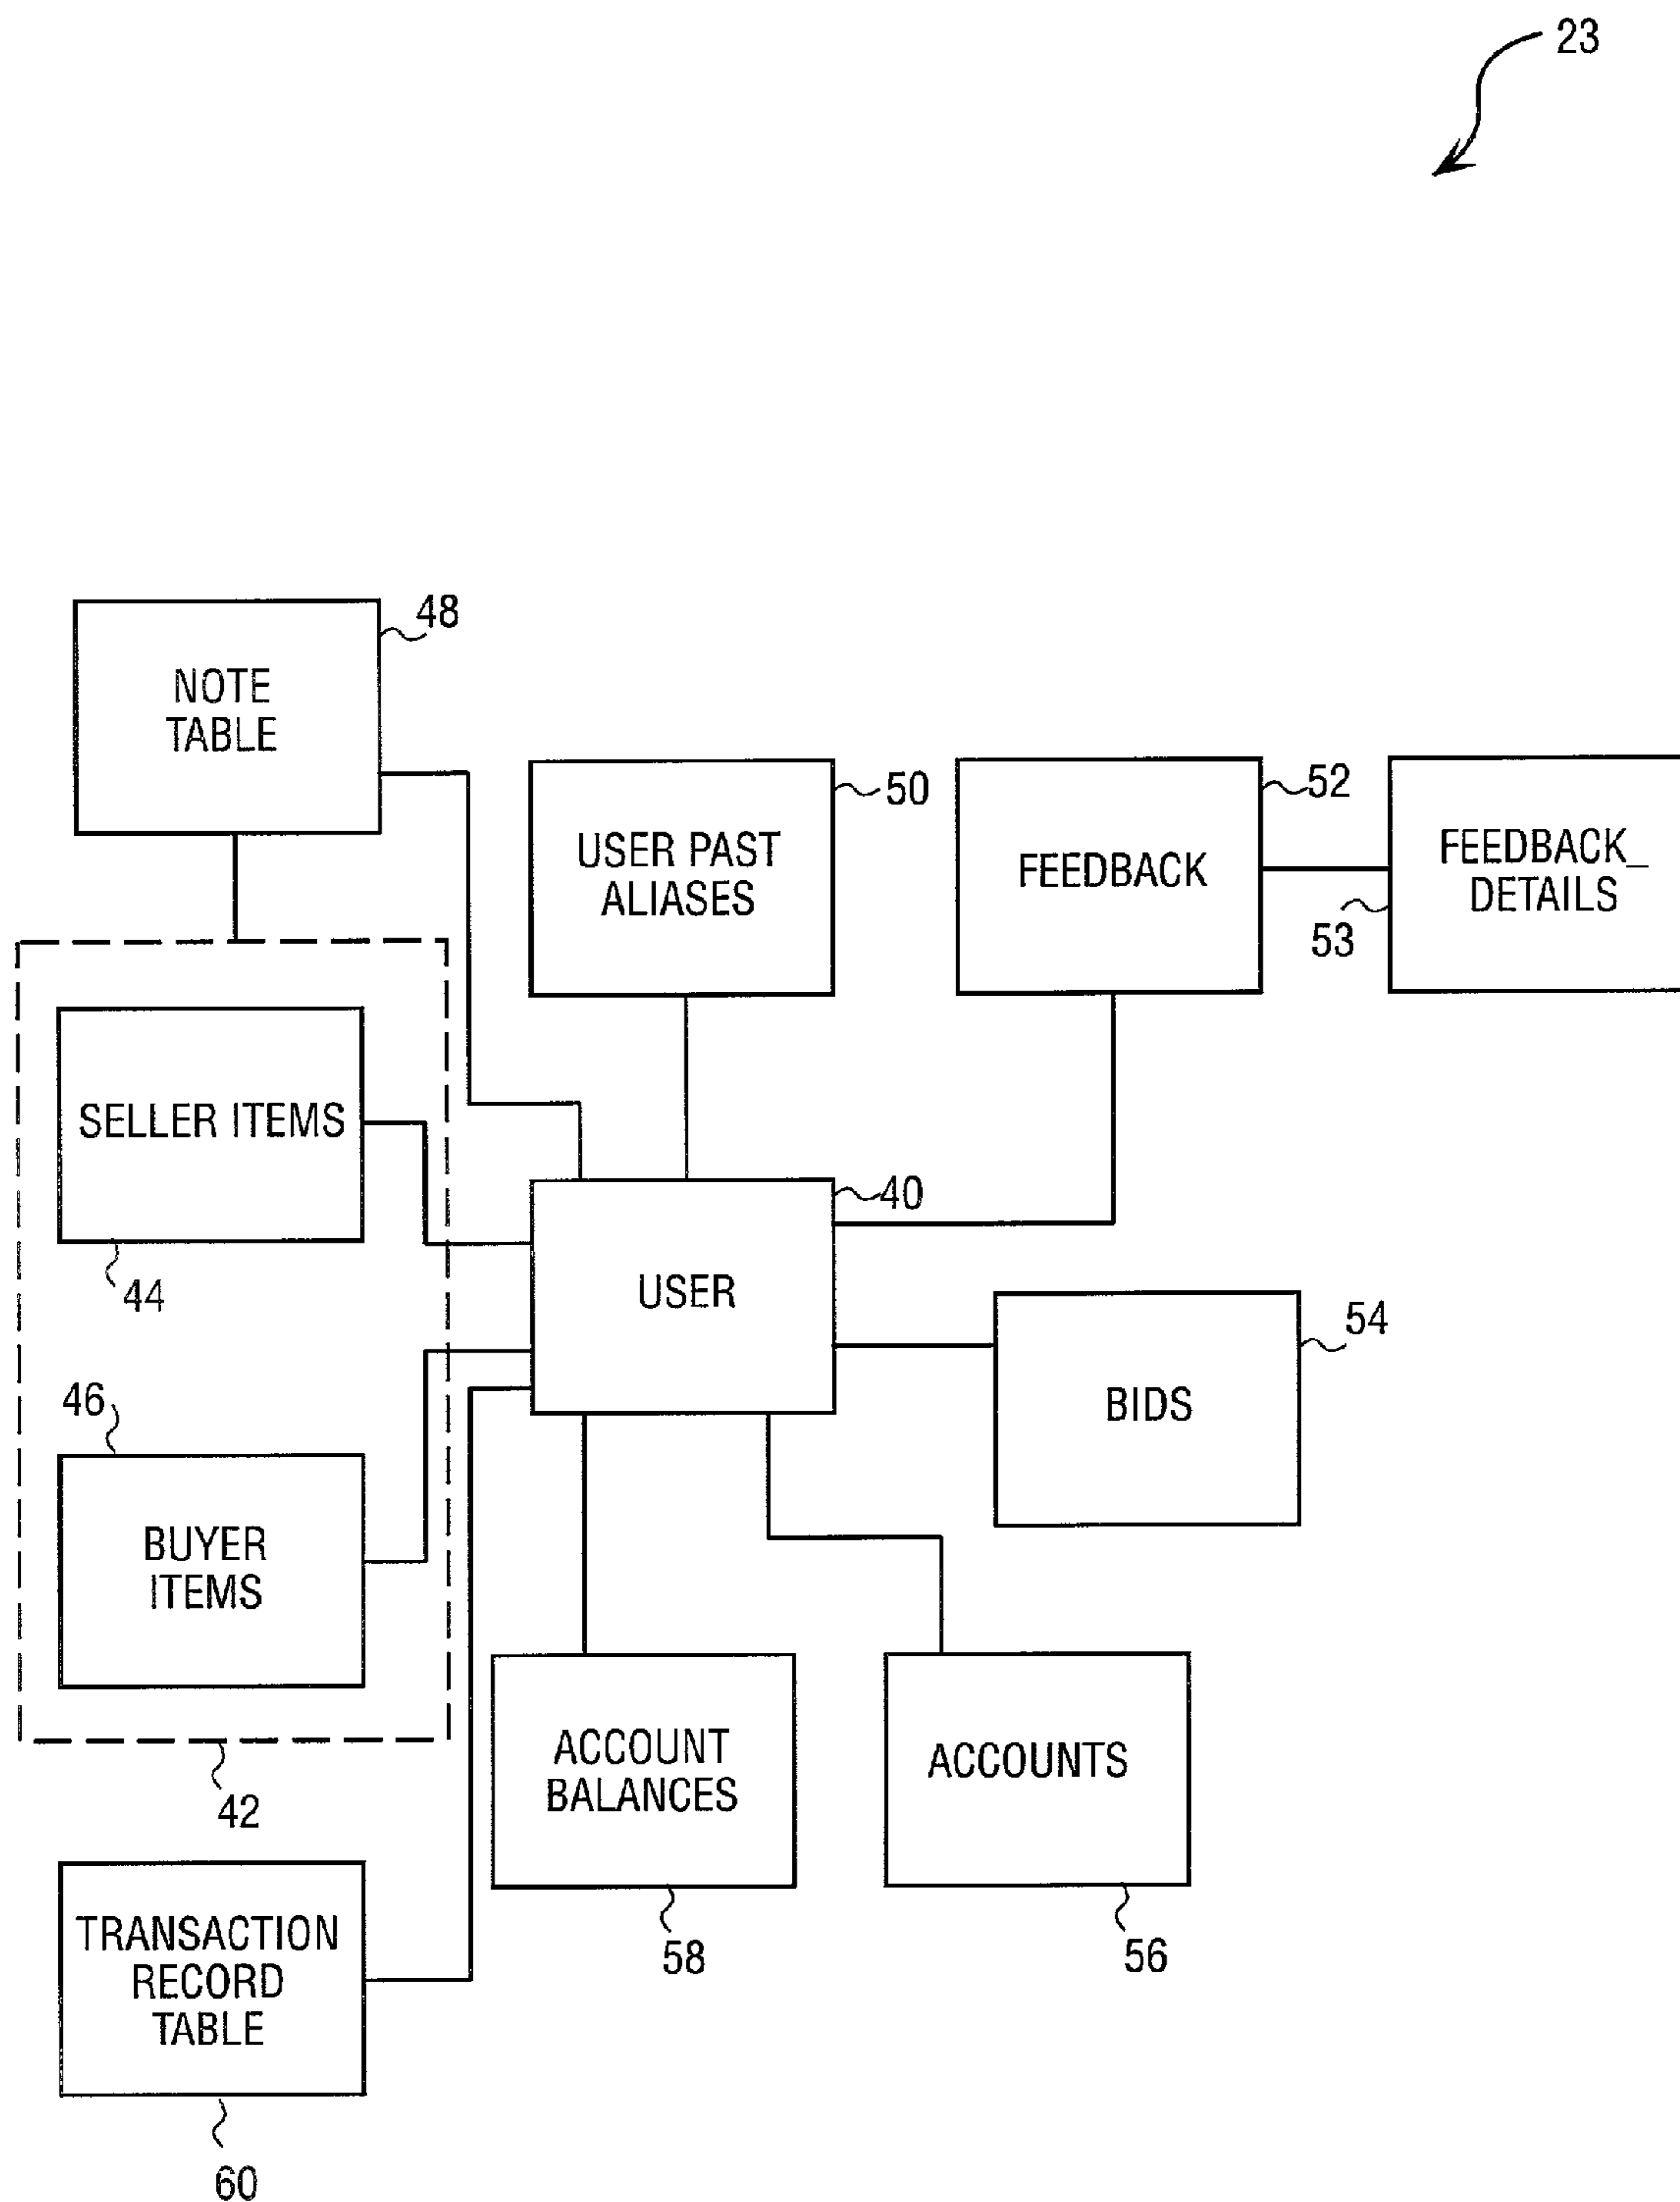 23
48
NOTE
TABLE
50
USER PAST
ALIASES
52
FEEDBACK
FEEDBACK_
DETAILS
53
SELLER ITEMS
44
40
USER
54
BIDS
46
BUYER
ITEMS
42
ACCOUNT
BALANCES
58
ACCOUNTS
56
TRANSACTION
RECORD
TABLE
60